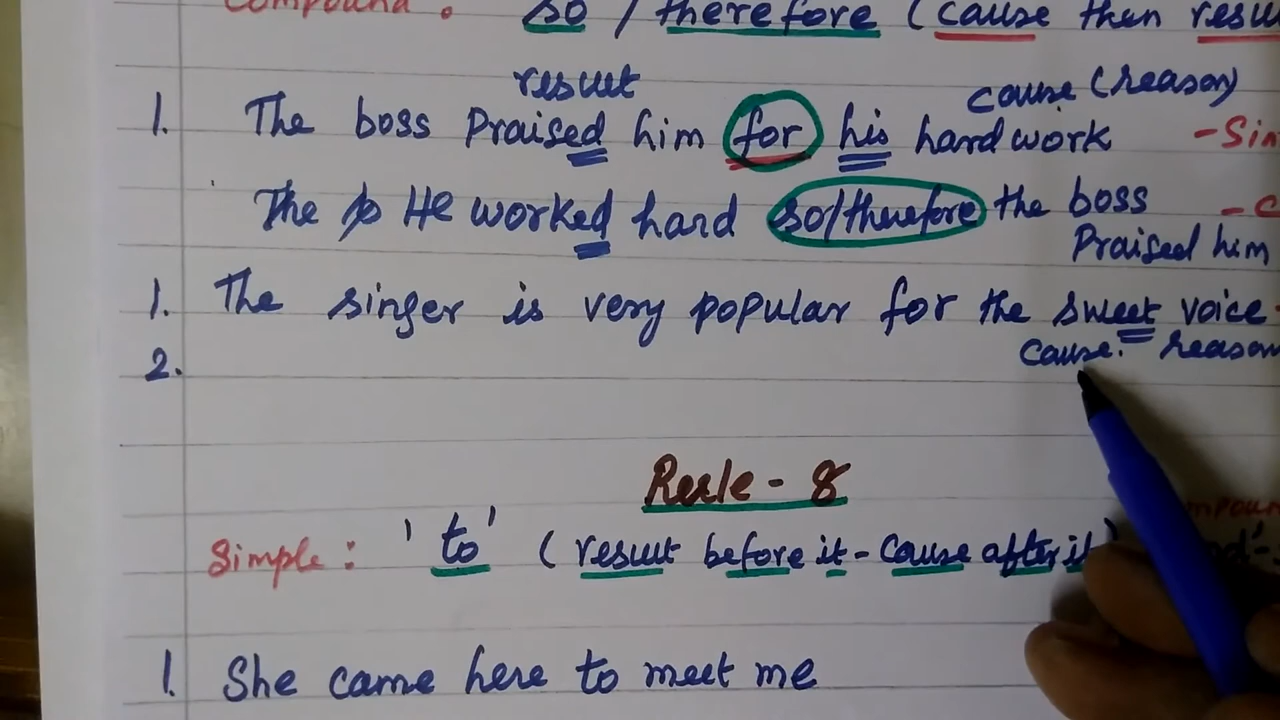 Compound : so / therefore (cause then resu
result cause (reason)
1. The boss Praised him for his hardwork - Sin
The He worked hard so/therefore the boss - C
Praised him
1. The singer is very popular for the sweet voice.
cause. reason
2.
Rule - 8
Simple : 'to' (result before it - cause after it)
1. She came here to meet me